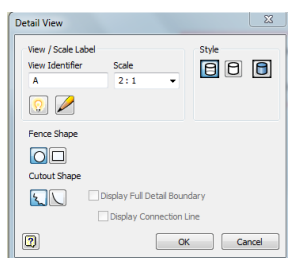 Detail View
View / Scale Label
Style
View Identifier
Scale
A
2 : 1
Fence Shape
Cutout Shape
Display Full Detail Boundary
Display Connection Line
?
OK
Cancel